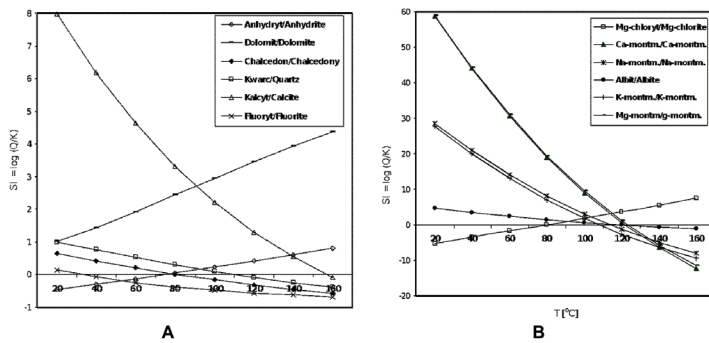 8
7
6
5
4
3
2
1
0
-1
SI = log (Q/K)
Anhydryt/Anhydrite
Dolomit/Dolomite
Chalcedon/Chalcedony
Kwarc/Quartz
Kalcyt/Calcite
Fluoryt/Fluorite
20 40 60 80 100 120 140 160
A
60
50
40
30
20
10
0
-10
-20
SI = log (Q/K)
Mg-chloryt/Mg-chlorite
Ca-montm./Ca-montm.
Na-montm./Na-montm.
Albit/Albite
K-montm./K-montm.
Mg-montm/g-montm.
20 40 60 80 100 120 140 160
T [°C]
B